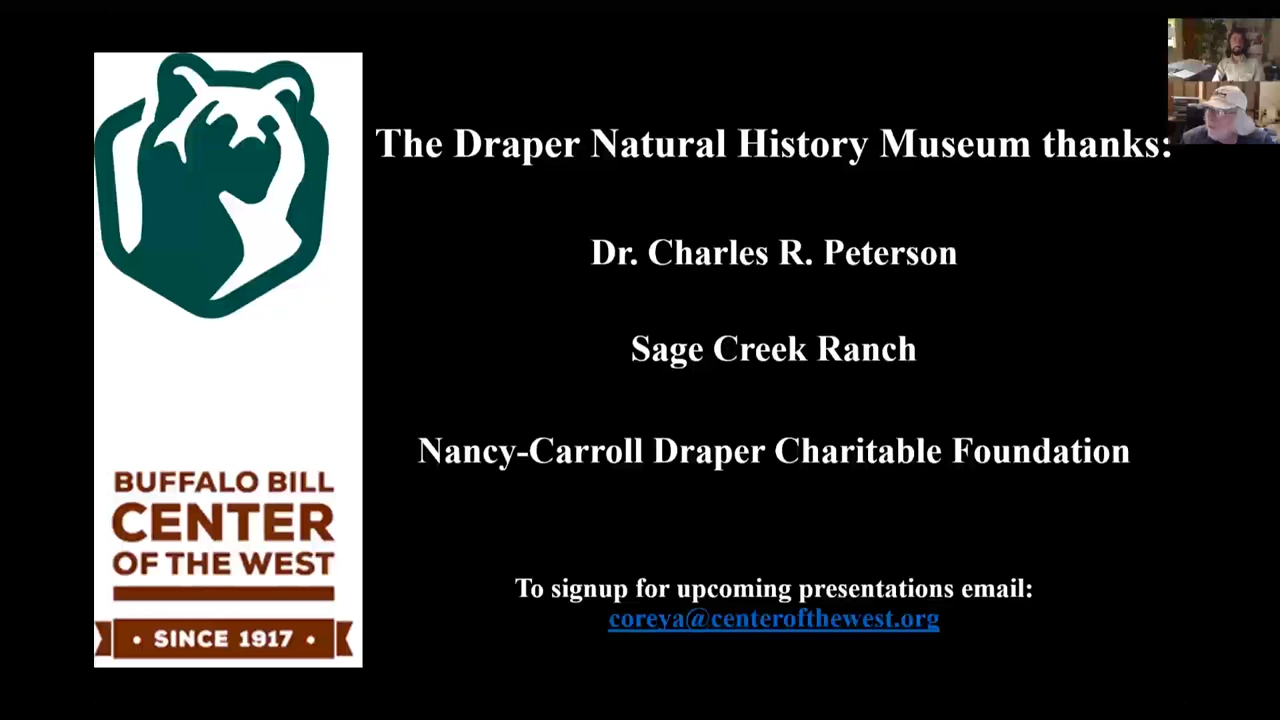 The Draper Natural History Museum thanks:
Dr. Charles R. Peterson
Sage Creek Ranch
Nancy-Carroll Draper Charitable Foundation
To signup for upcoming presentations email:
coreya@centerofthewest.org
BUFFALO BILL
CENTER
OF THE WEST
• SINCE 1917 •